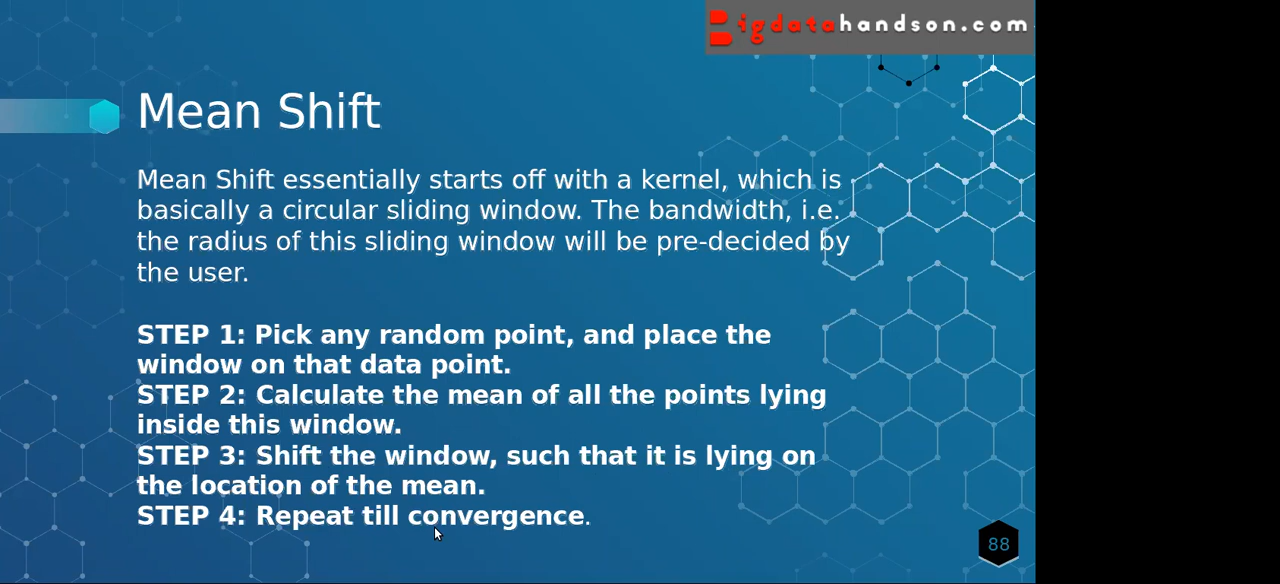 Bigdatahandson.com
Mean Shift
Mean Shift essentially starts off with a kernel, which is
basically a circular sliding window. The bandwidth, i.e.
the radius of this sliding window will be pre-decided by
the user.
STEP 1: Pick any random point, and place the
window on that data point.
STEP 2: Calculate the mean of all the points lying
inside this window.
STEP 3: Shift the window, such that it is lying on
the location of the mean.
STEP 4: Repeat till convergence.
88